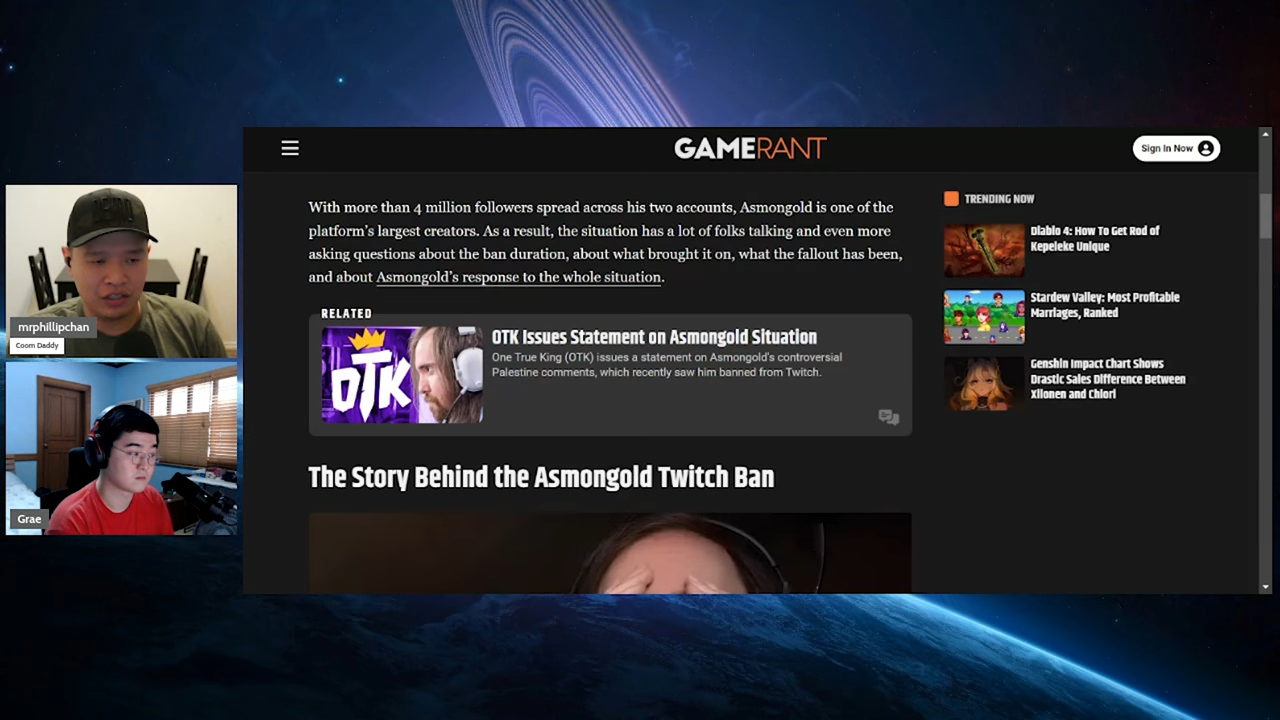 GAMERANT
Sign In Now
With more than 4 million followers spread across his two accounts, Asmongold is one of the
platform's largest creators. As a result, the situation has a lot of folks talking and even more
asking questions about the ban duration, about what brought it on, what the fallout has been,
and about Asmongold's response to the whole situation.
RELATED
OTK
OTK Issues Statement on Asmongold Situation
One True King (OTK) issues a statement on Asmongold's controversial
Palestine comments, which recently saw him banned from Twitch.
The Story Behind the Asmongold Twitch Ban
TRENDING NOW
Diablo 4: How To Get Rod of
Kepeleke Unique
Stardew Valley: Most Profitable
Marriages, Ranked
Genshin Impact Chart Shows
Drastic Sales Difference Between
Xilonen and Chiori
mrphillipchan
Coom Daddy
Grae